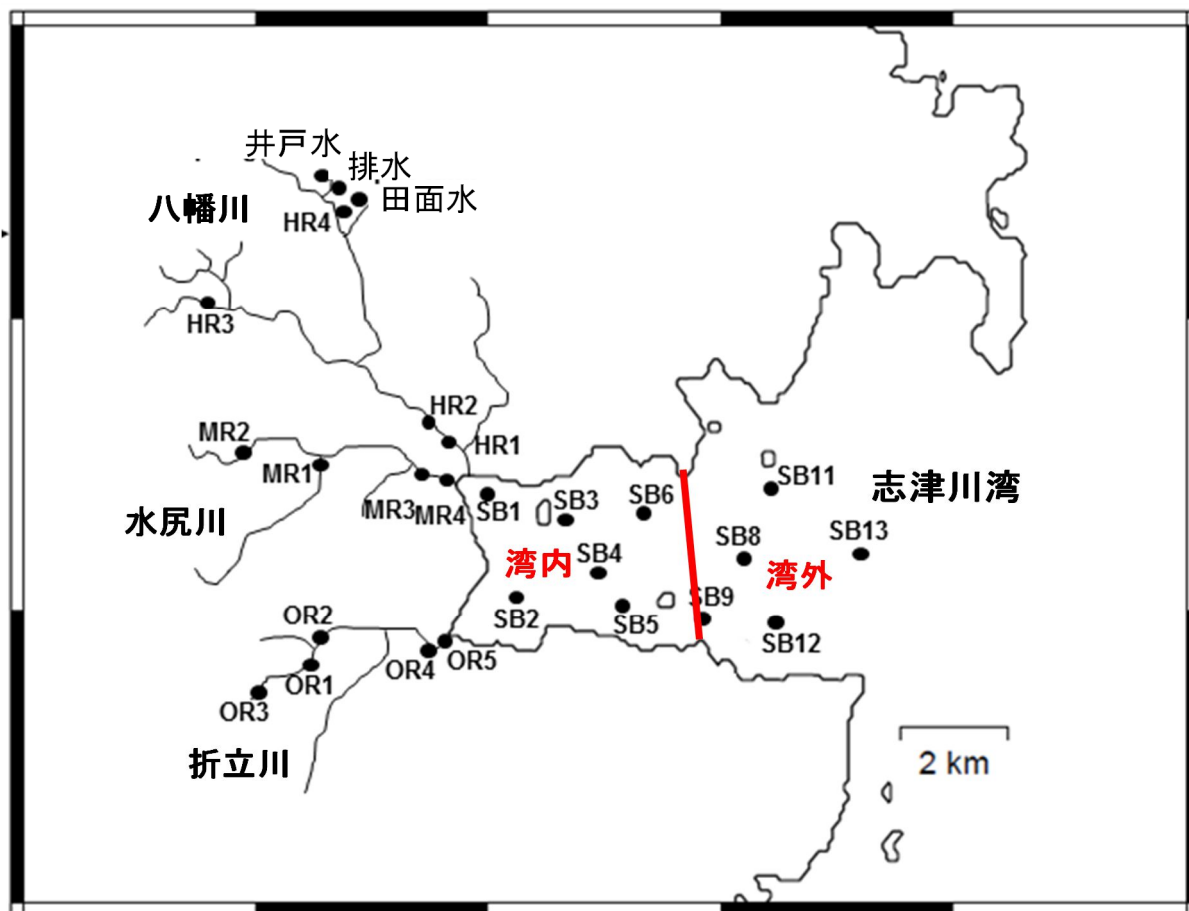 井戸水
排水
田面水
八幡川
HR4
HR3
HR2
HR1
MR2
MR1
MR3
MR4
水尻川
SB1
SB3
SB6
SB11
志津川湾
SB13
SB8
湾内
SB4
湾外
SB9
SB2
SB5
SB12
OR2
OR1
OR4
OR5
OR3
折立川
2 km